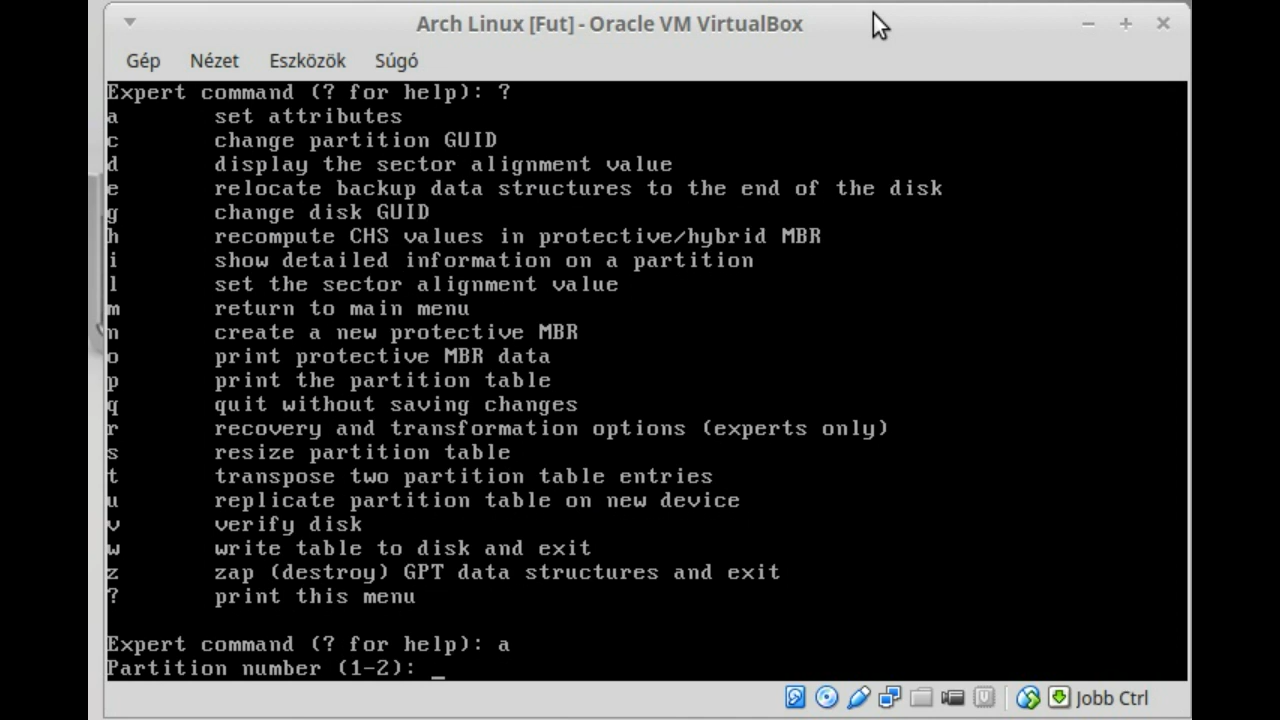 Arch Linux [Fut] - Oracle VM VirtualBox
Gép Nézet Eszközök Súgó
Expert command (? for help): ?
a set attributes
c change partition GUID
d display the sector alignment value
e relocate backup data structures to the end of the disk
g change disk GUID
h recompute CHS values in protective/hybrid MBR
i show detailed information on a partition
l set the sector alignment value
m return to main menu
n create a new protective MBR
o print protective MBR data
p print the partition table
q quit without saving changes
r recovery and transformation options (experts only)
s resize partition table
t transpose two partition table entries
u replicate partition table on new device
v verify disk
w write table to disk and exit
z zap (destroy) GPT data structures and exit
? print this menu
Expert command (? for help): a
Partition number (1-2): _
Jobb Ctrl